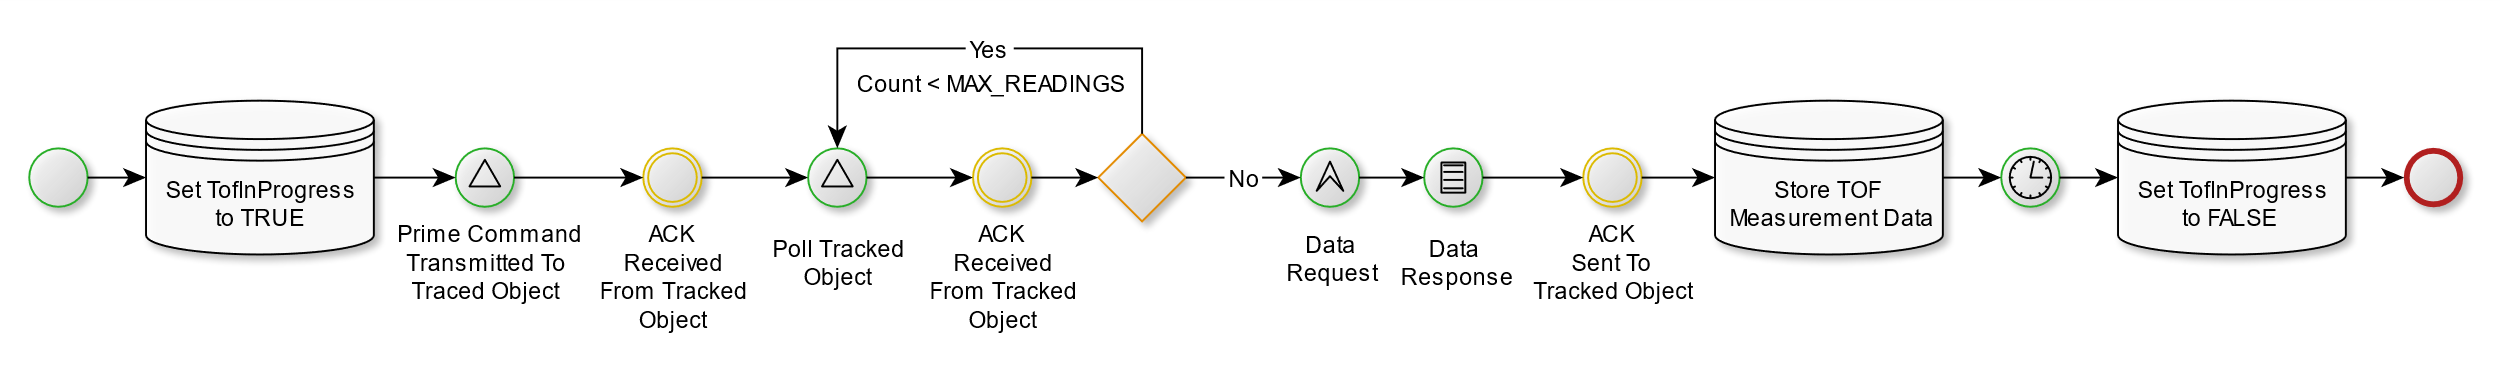 Yes
Count < MAX_READINGS
Set TofInProgress
to TRUE
Prime Command
Transmitted To
Traced Object
ACK
Received
From Tracked
Object
Poll Tracked
Object
ACK
Received
From Tracked
Object
No
Data
Request
Data
Response
ACK
Sent To
Tracked Object
Store TOF
Measurement Data
Set TofInProgress
to FALSE